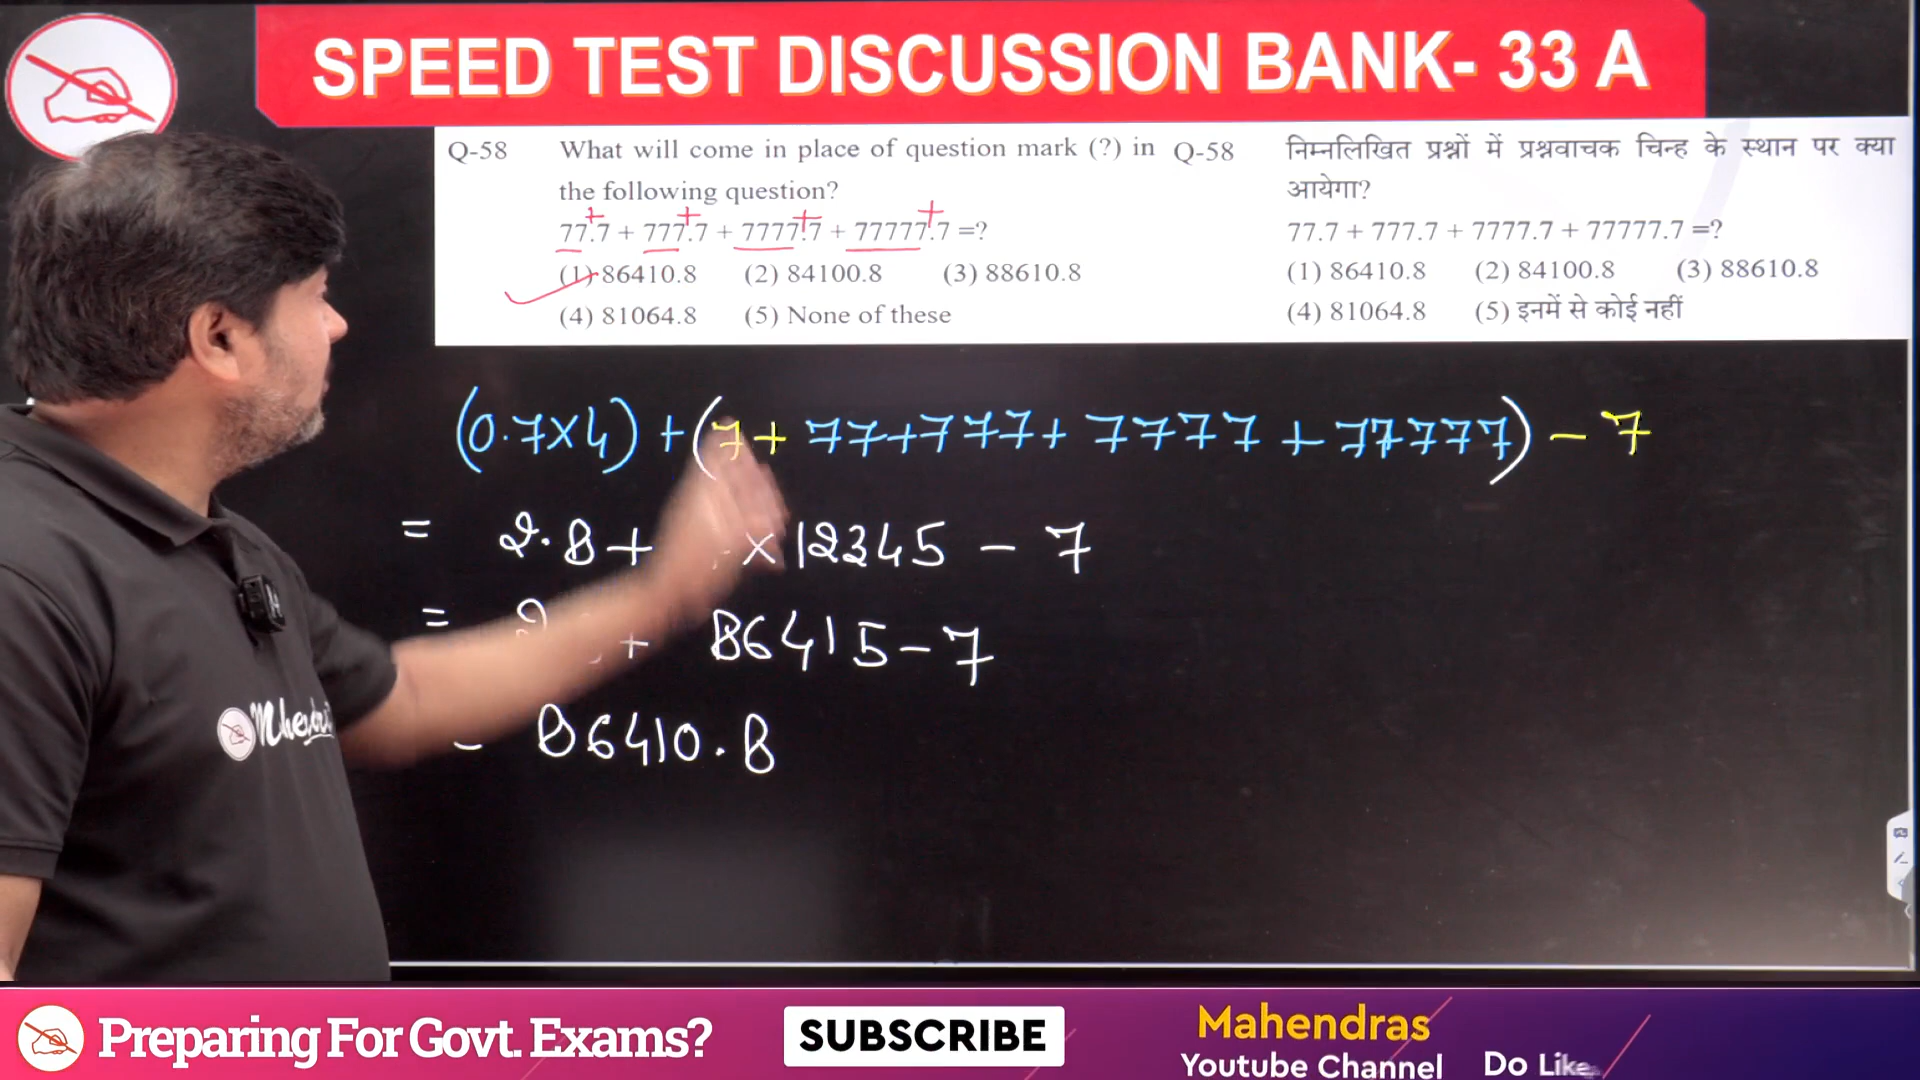 SPEED TEST DISCUSSION BANK- 33 A
Q-58 What will come in place of question mark (?) in
the following question?
77.7 + 777.7 + 7777.7 + 77777.7 =?
(1) 86410.8 (2) 84100.8 (3) 88610.8
(4) 81064.8 (5) None of these
Q-58 निम्नलिखित प्रश्नों में प्रश्नवाचक चिन्ह के स्थान पर क्या
आयेगा?
77.7 + 777.7 + 7777.7 + 77777.7 =?
(1) 86410.8 (2) 84100.8 (3) 88610.8
(4) 81064.8 (5) इनमें से कोई नहीं
(0.7×4) + (7 + 77 + 777 + 7777 + 77777) - 7
= 2.8 + × 12345 - 7
= + 86415 - 7
86410.8
Mahendra
Preparing For Govt. Exams?
SUBSCRIBE
Mahendras
Youtube Channel
Do Like